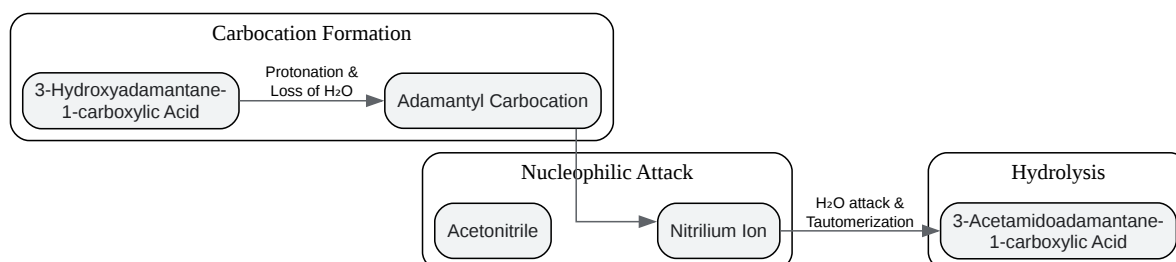 Carbocation Formation
3-Hydroxyadamantane-
1-carboxylic Acid
Protonation &
Loss of H₂O
Adamantyl Carbocation
Nucleophilic Attack
Acetonitrile
Nitrilium Ion
H₂O attack &
Tautomerization
Hydrolysis
3-Acetamidoadamantane-
1-carboxylic Acid